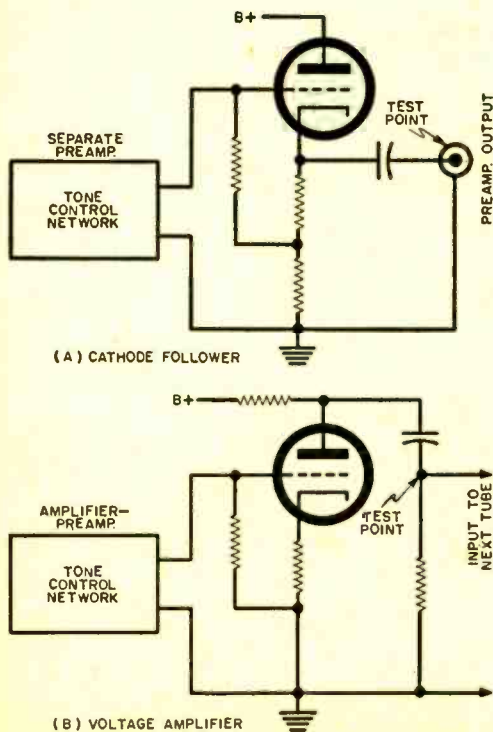 B+
TEST
POINT
PREAMP. OUTPUT
SEPARATE
PREAMP.
TONE
CONTROL
NETWORK
(A) CATHODE FOLLOWER
B+
AMPLIFIER-
PREAMP.
TONE
CONTROL
NETWORK
TEST
POINT
INPUT TO
NEXT TUBE
(B) VOLTAGE AMPLIFIER